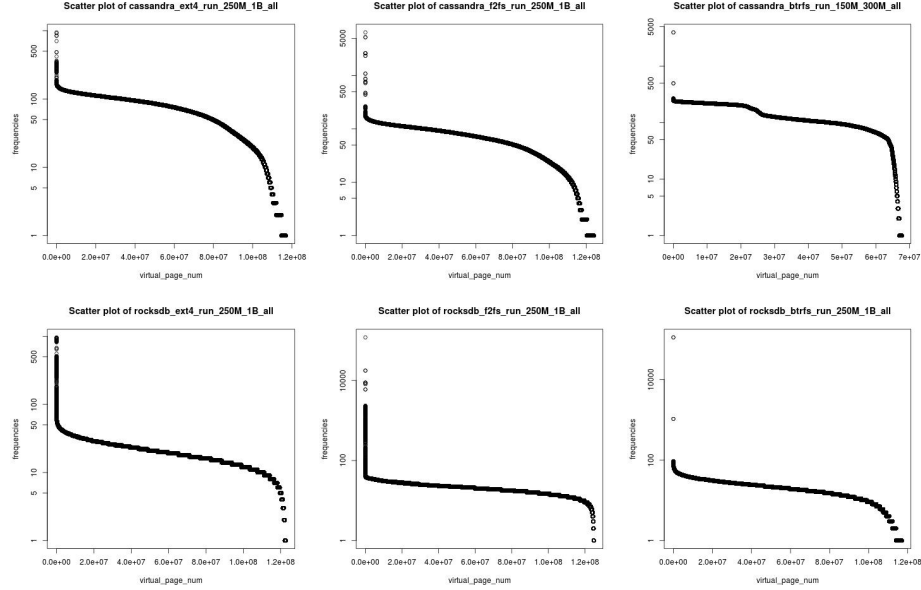 Scatter plot of cassandra_ext4_run_250M_1B_all
frequencies
500
100
50
10
5
1
0.0e+00 2.0e+07 4.0e+07 6.0e+07 8.0e+07 1.0e+08 1.2e+08
virtual_page_num
Scatter plot of cassandra_f2fs_run_250M_1B_all
frequencies
5000
500
50
10
5
1
0.0e+00 2.0e+07 4.0e+07 6.0e+07 8.0e+07 1.0e+08 1.2e+08
virtual_page_num
Scatter plot of cassandra_btrfs_run_150M_300M_all
frequencies
5000
500
50
10
5
1
0e+00 1e+07 2e+07 3e+07 4e+07 5e+07 6e+07 7e+07
virtual_page_num
Scatter plot of rocksdb_ext4_run_250M_1B_all
frequencies
500
100
50
10
5
1
0.0e+00 2.0e+07 4.0e+07 6.0e+07 8.0e+07 1.0e+08 1.2e+08
virtual_page_num
Scatter plot of rocksdb_f2fs_run_250M_1B_all
frequencies
10000
100
1
0.0e+00 2.0e+07 4.0e+07 6.0e+07 8.0e+07 1.0e+08 1.2e+08
virtual_page_num
Scatter plot of rocksdb_btrfs_run_250M_1B_all
frequencies
10000
100
1
0.0e+00 2.0e+07 4.0e+07 6.0e+07 8.0e+07 1.0e+08 1.2e+08
virtual_page_num